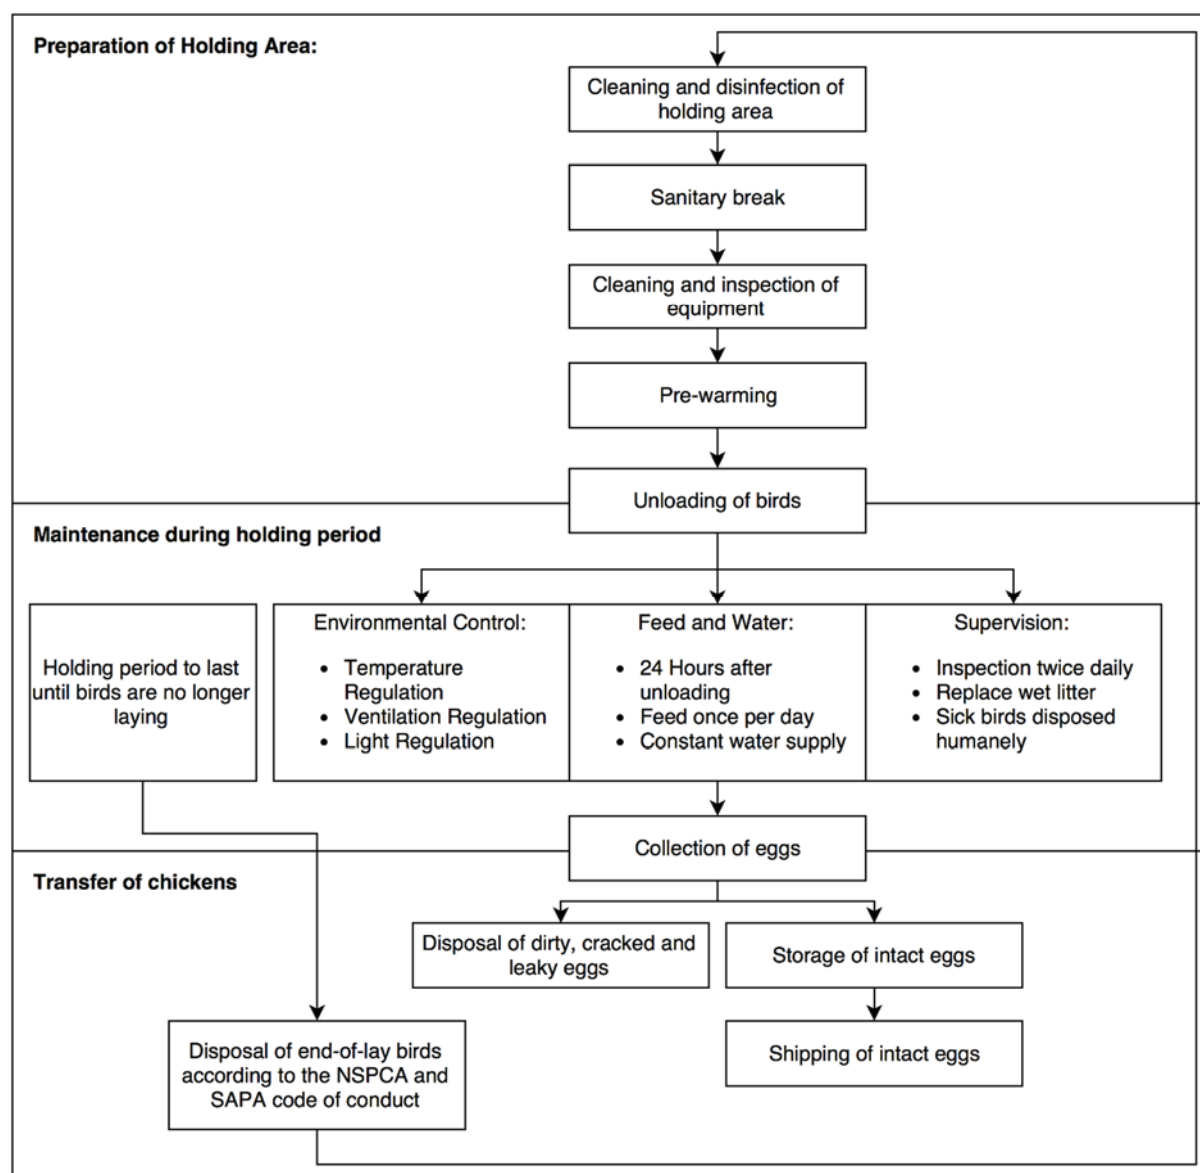 Preparation of Holding Area:
Cleaning and disinfection of
holding area
Sanitary break
Cleaning and inspection of
equipment
Pre-warming
Unloading of birds
Maintenance during holding period
Holding period to last
until birds are no longer
laying
Environmental Control:
• Temperature
Regulation
• Ventilation Regulation
• Light Regulation
Feed and Water:
• 24 Hours after
unloading
• Feed once per day
• Constant water supply
Supervision:
• Inspection twice daily
• Replace wet litter
• Sick birds disposed
humanely
Collection of eggs
Transfer of chickens
Disposal of dirty, cracked and
leaky eggs
Storage of intact eggs
Disposal of end-of-lay birds
according to the NSPCA and
SAPA code of conduct
Shipping of intact eggs